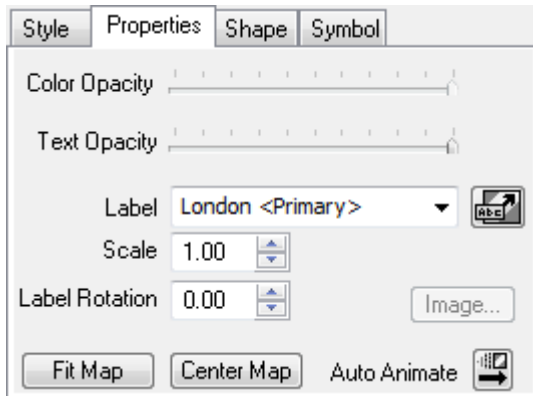 Style Properties Shape Symbol
Color Opacity
Text Opacity
Label London <Primary> Abc
Scale 1.00
Label Rotation 0.00 Image...
Fit Map Center Map Auto Animate